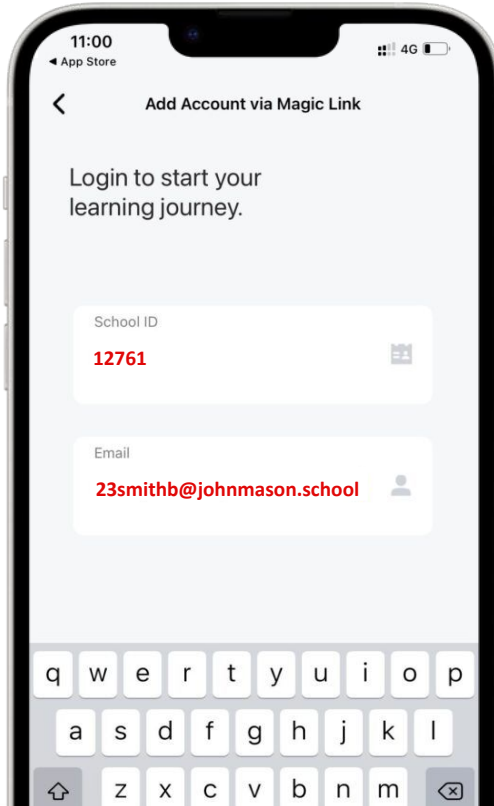 11:00
◀ App Store
4G
Add Account via Magic Link
Login to start your
learning journey.
School ID
12761
Email
23smithb@johnmason.school
q w e r t y u i o p
a s d f g h j k l
z x c v b n m